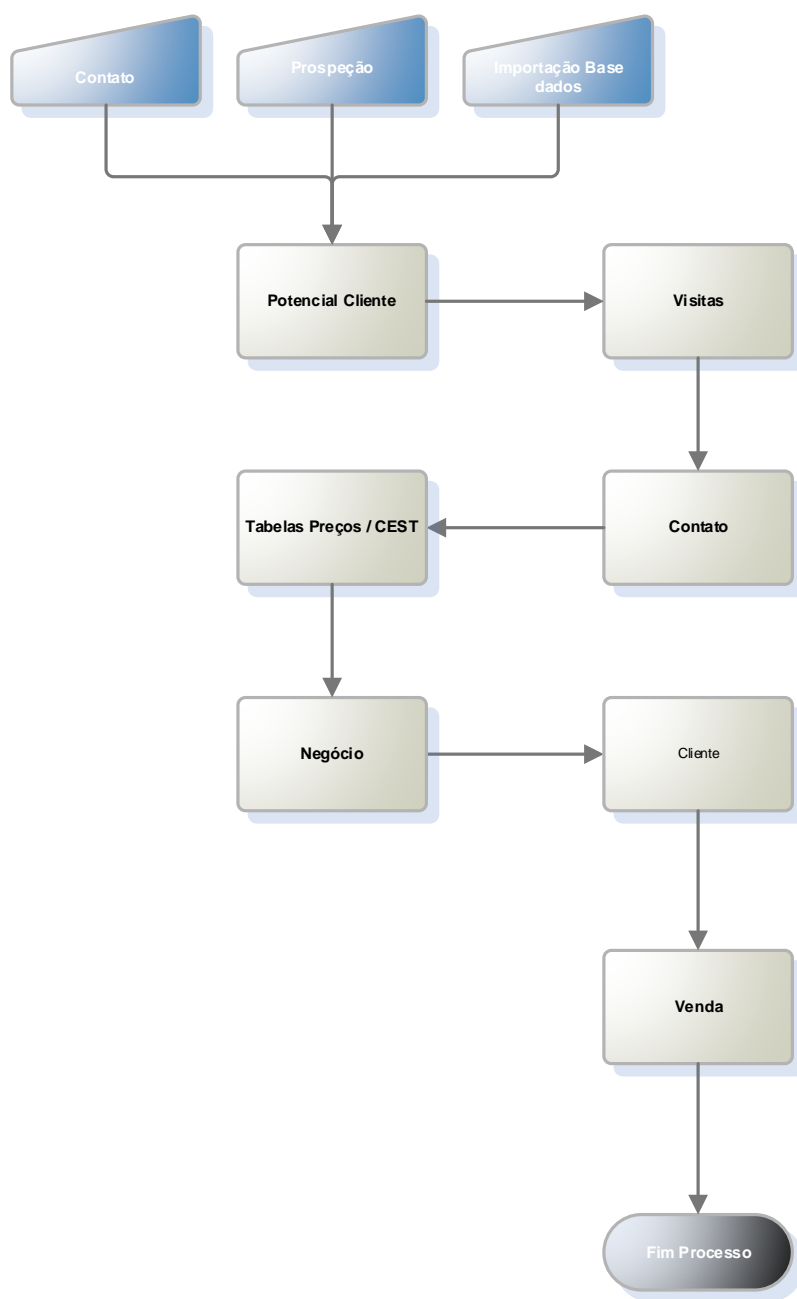 Contato
Prospeção
Importação Base
dados
Potencial Cliente
Visitas
Tabelas Preços / CEST
Contato
Negócio
Cliente
Venda
Fim Processo